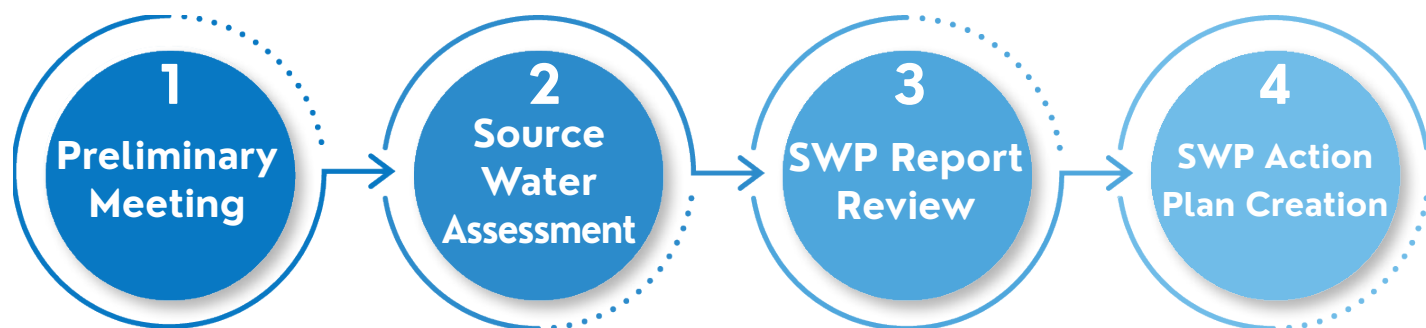 1
Preliminary
Meeting
2
Source
Water
Assessment
3
SWP Report
Review
4
SWP Action
Plan Creation